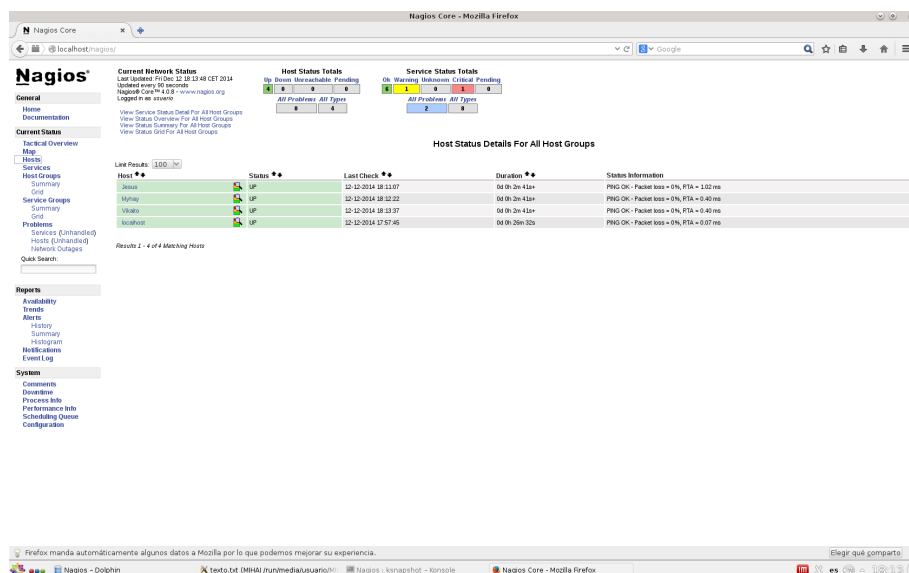 Nagios Core - Mozilla Firefox
Nagios Core
localhost/nagios/
Google
Nagios®
General
Home
Documentation
Current Status
Tactical Overview
Map
Hosts
Services
Host Groups
Summary
Grid
Service Groups
Summary
Grid
Problems
Services (Unhandled)
Hosts (Unhandled)
Network Outages
Quick Search:
Reports
Availability
Trends
Alerts
History
Summary
Histogram
Notifications
Event Log
System
Comments
Downtime
Process Info
Performance Info
Scheduling Queue
Configuration
Current Network Status
Last Updated: Fri Dec 12 18:13:48 CET 2014
Updated every 90 seconds
Nagios® Core™ 4.0.8 - www.nagios.org
Logged in as usuario
View Service Status Detail For All Host Groups
View Status Overview For All Host Groups
View Status Summary For All Host Groups
View Status Grid For All Host Groups
Host Status Totals
Up Down Unreachable Pending
4 0 0 0
All Problems All Types
0 4
Service Status Totals
Ok Warning Unknown Critical Pending
6 1 0 1 0
All Problems All Types
2 8
Host Status Details For All Host Groups
Limit Results: 100
Host Status Last Check Duration Status Information
Jesus UP 12-12-2014 18:11:07 0d 0h 2m 41s+ PING OK - Packet loss = 0%, RTA = 1.02 ms
Myhay UP 12-12-2014 18:12:22 0d 0h 2m 41s+ PING OK - Packet loss = 0%, RTA = 0.40 ms
Vikaito UP 12-12-2014 18:13:37 0d 0h 2m 41s+ PING OK - Packet loss = 0%, RTA = 0.40 ms
localhost UP 12-12-2014 17:57:45 0d 0h 26m 32s PING OK - Packet loss = 0%, RTA = 0.07 ms
Results 1 - 4 of 4 Matching Hosts
Firefox manda automáticamente algunos datos a Mozilla por lo que podemos mejorar su experiencia.
Elegir qué comparto
Nagios – Dolphin
texto.txt (MIHAI /run/media/usuario/
Nagios : ksnapshot – Konsole
Nagios Core - Mozilla Firefox
es
18:13